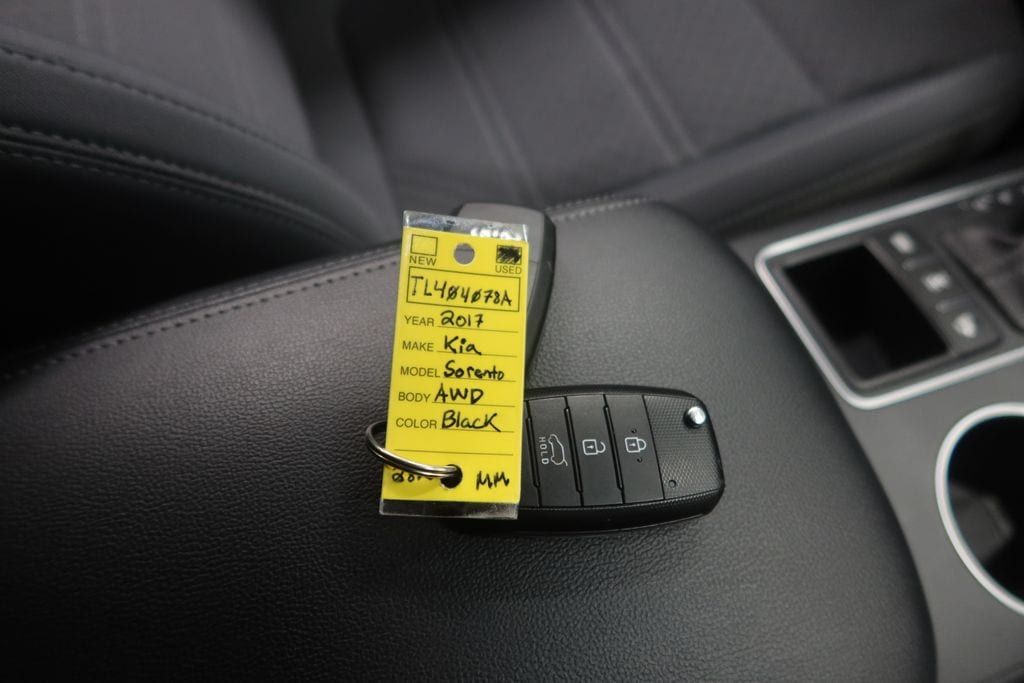 NEW USED
TL404078A
YEAR 2017
MAKE Kia
MODEL Sorento
BODY AWD
COLOR Black
MM
HOLD